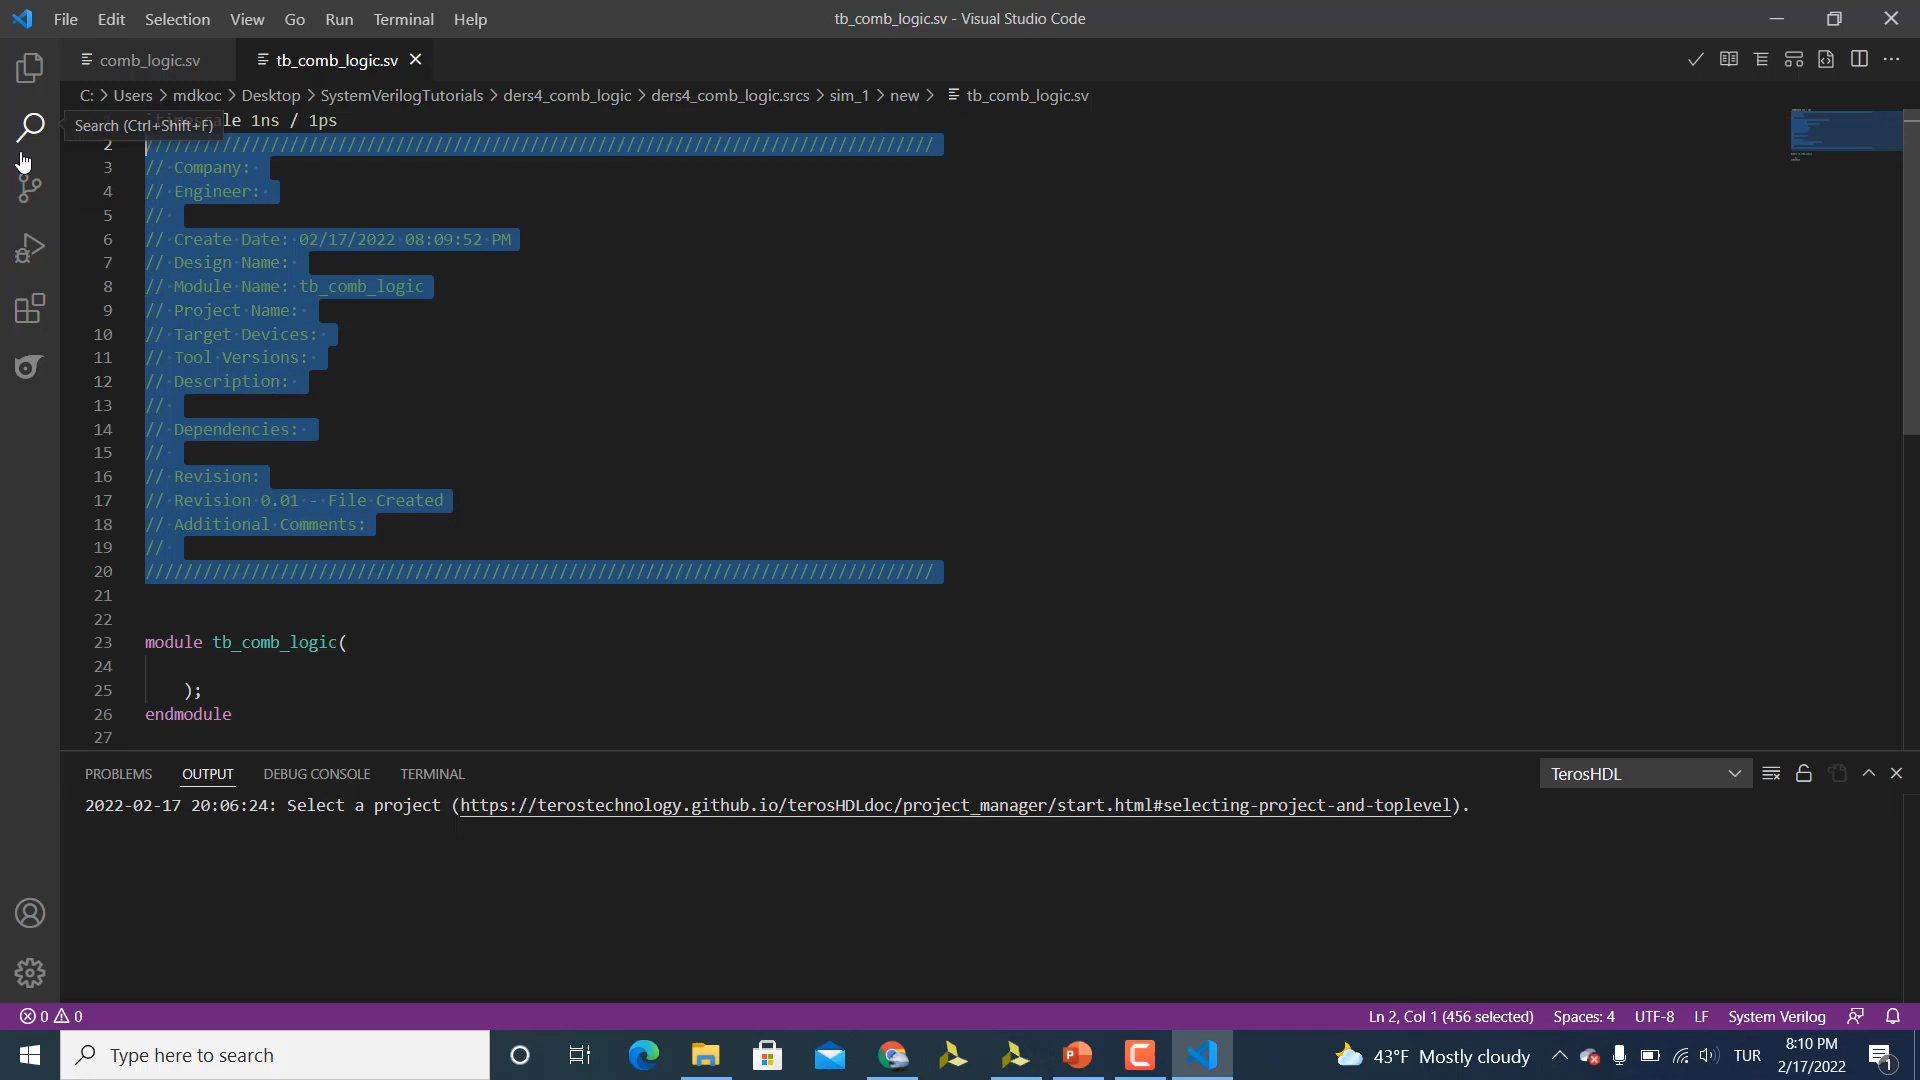 File Edit Selection View Go Run Terminal Help
tb_comb_logic.sv - Visual Studio Code
comb_logic.sv
tb_comb_logic.sv
C: > Users > mdkoc > Desktop > SystemVerilogTutorials > ders4_comb_logic > ders4_comb_logic.srcs > sim_1 > new > tb_comb_logic.sv
Search (Ctrl+Shift+F)
le 1ns / 1ps
2 //////////////////////////////////////////////////////////////////////////////////
3 // Company:
4 // Engineer:
5 //
6 // Create Date: 02/17/2022 08:09:52 PM
7 // Design Name:
8 // Module Name: tb_comb_logic
9 // Project Name:
10 // Target Devices:
11 // Tool Versions:
12 // Description:
13 //
14 // Dependencies:
15 //
16 // Revision:
17 // Revision 0.01 - File Created
18 // Additional Comments:
19 //
20 //////////////////////////////////////////////////////////////////////////////////
21
22
23 module tb_comb_logic(
24
25 );
26 endmodule
27
PROBLEMS OUTPUT DEBUG CONSOLE TERMINAL
TerosHDL
2022-02-17 20:06:24: Select a project (https://terostechnology.github.io/terosHDLdoc/project_manager/start.html#selecting-project-and-toplevel).
0 0
Ln 2, Col 1 (456 selected) Spaces: 4 UTF-8 LF System Verilog
Type here to search
43°F Mostly cloudy
TUR
8:10 PM
2/17/2022
1